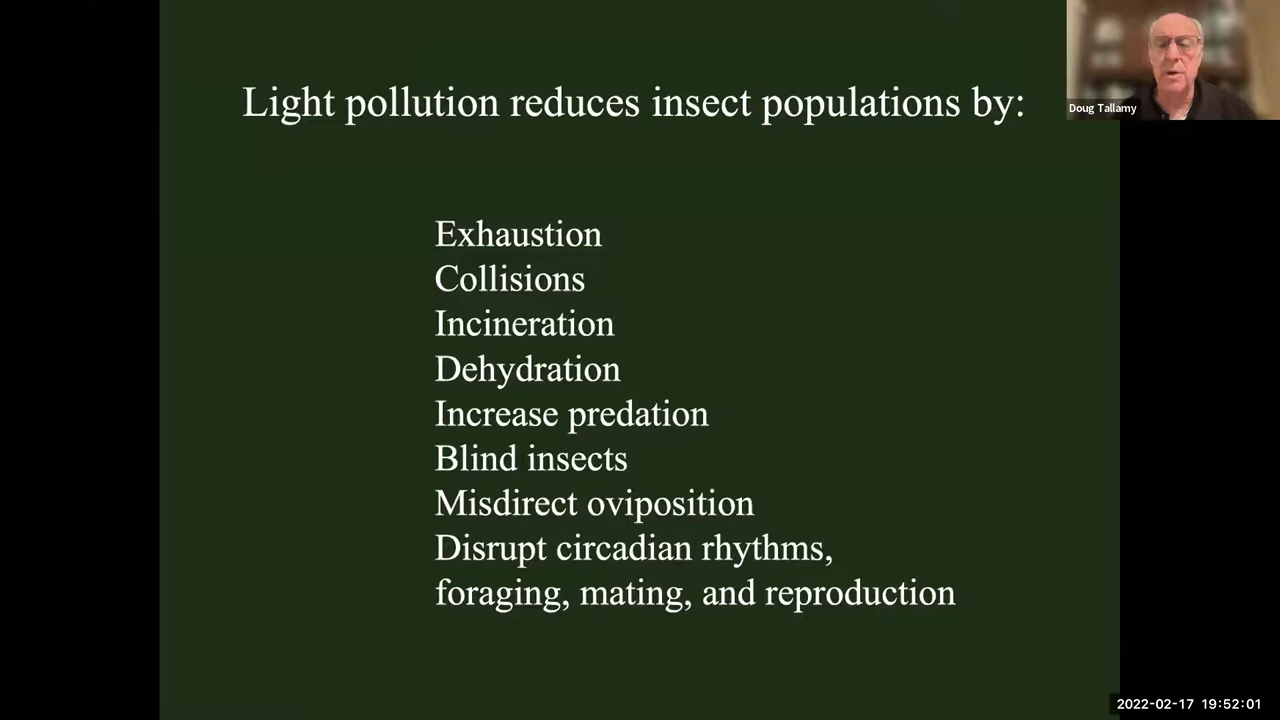 Light pollution reduces insect populations by:
Doug Tallamy
Exhaustion
Collisions
Incineration
Dehydration
Increase predation
Blind insects
Misdirect oviposition
Disrupt circadian rhythms,
foraging, mating, and reproduction
2022-02-17 19:52:01